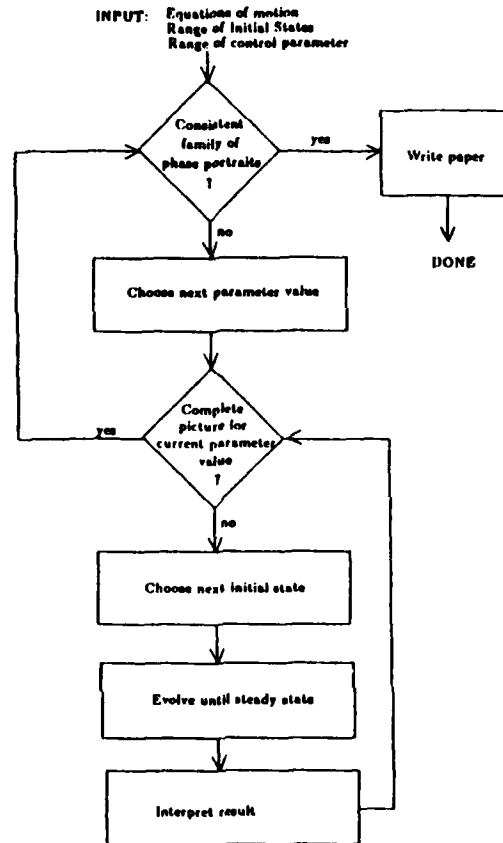 INPUT: Equations of motion
Range of Initial States
Range of control parameter
Consistent
family of
phase portraits
?
yes
Write paper
DONE
no
Choose next parameter value
Complete
picture for
current parameter
value
?
yes
no
Choose next initial state
Evolve until steady state
Interpret result